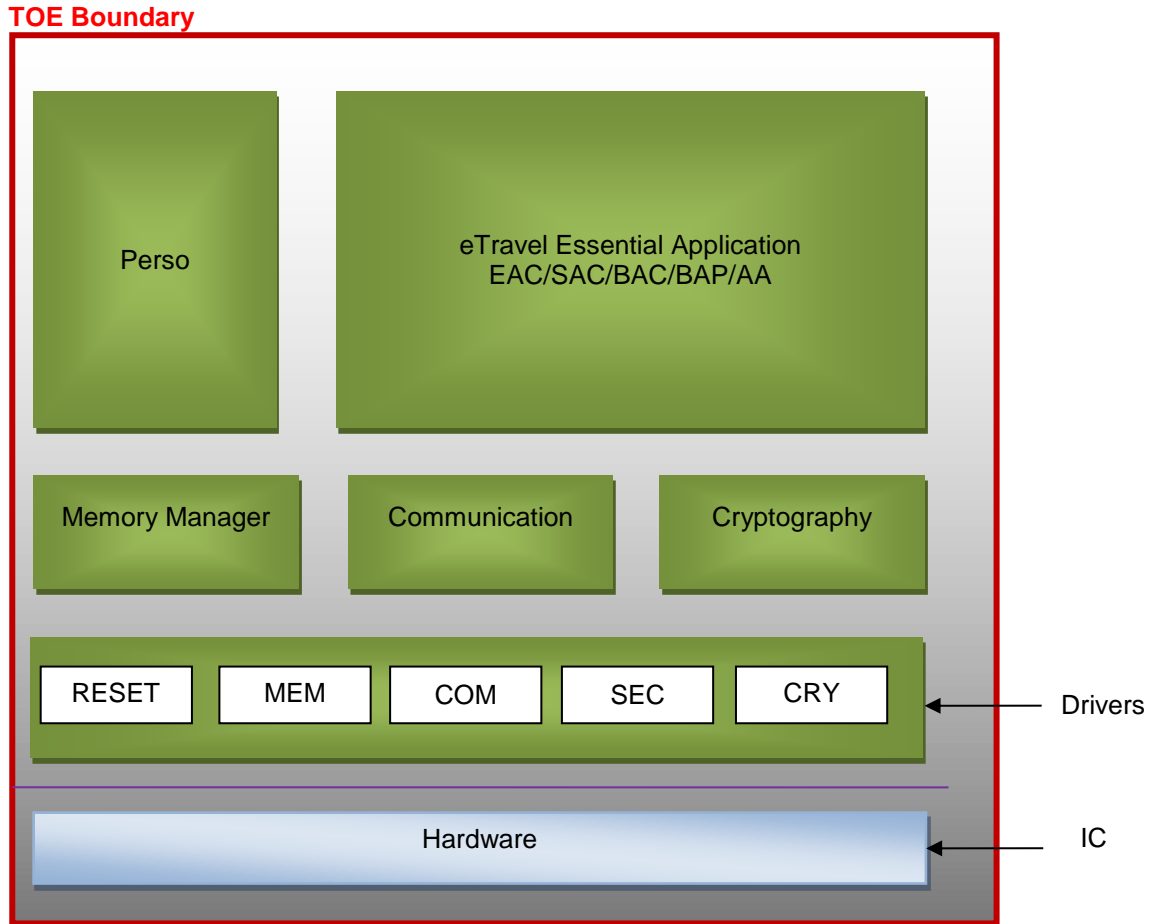 TOE Boundary
Perso
eTravel Essential Application
EAC/SAC/BAC/BAP/AA
Memory Manager
Communication
Cryptography
RESET
MEM
COM
SEC
CRY
Drivers
Hardware
IC